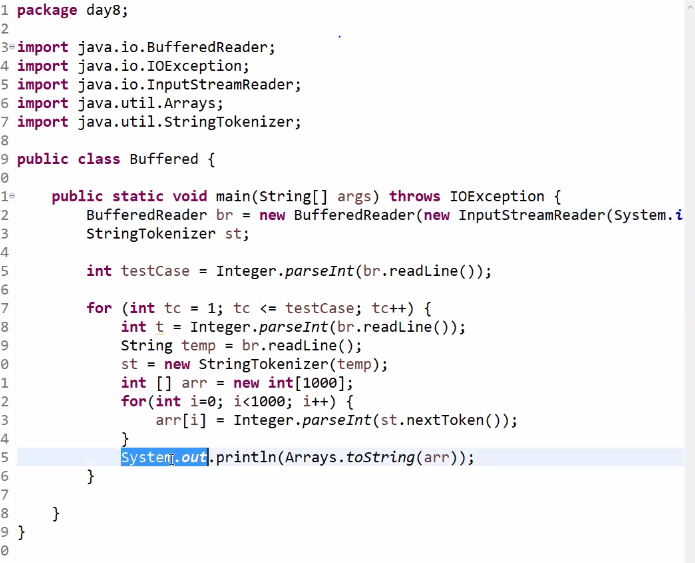 1 package day8;
2
3 import java.io.BufferedReader;
4 import java.io.IOException;
5 import java.io.InputStreamReader;
6 import java.util.Arrays;
7 import java.util.StringTokenizer;
8
9 public class Buffered {
0
1 public static void main(String[] args) throws IOException {
2 BufferedReader br = new BufferedReader(new InputStreamReader(System.i
3 StringTokenizer st;
4
5 int testCase = Integer.parseInt(br.readLine());
6
7 for (int tc = 1; tc <= testCase; tc++) {
8 int t = Integer.parseInt(br.readLine());
9 String temp = br.readLine();
0 st = new StringTokenizer(temp);
1 int [] arr = new int[1000];
2 for(int i=0; i<1000; i++) {
3 arr[i] = Integer.parseInt(st.nextToken());
4 }
5 System.out.println(Arrays.toString(arr));
6 }
7
8 }
9 }
0